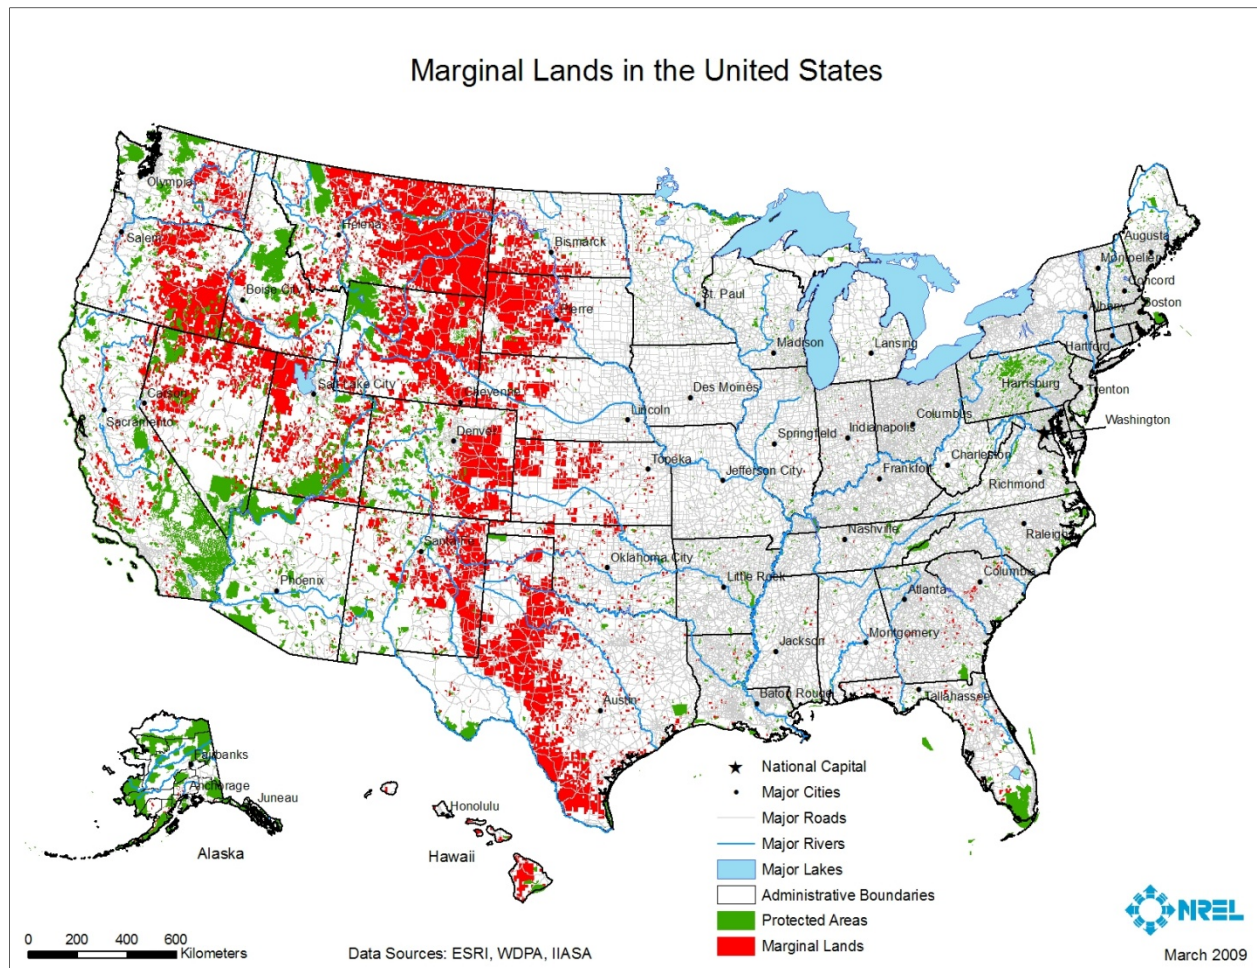 Marginal Lands in the United States
Olympia
Salem
Helena
Boise City
Bismarck
Pierre
St. Paul
Augusta
Montpelier
Concord
Albany
Boston
Hartford
Madison
Lansing
Carson
Sacramento
Salt Lake City
Cheyenne
Denver
Des Moines
Lincoln
Topeka
Springfield
Indianapolis
Columbus
Harrisburg
Trenton
Washington
Jefferson City
Frankfort
Charleston
Richmond
Nashville
Raleigh
Phoenix
Santa Fe
Oklahoma City
Little Rock
Columbia
Atlanta
Jackson
Montgomery
Austin
Baton Rouge
Tallahassee
Fairbanks
Anchorage
Juneau
Alaska
Honolulu
Hawaii
National Capital
Major Cities
Major Roads
Major Rivers
Major Lakes
Administrative Boundaries
Protected Areas
Marginal Lands
0 200 400 600
Kilometers
Data Sources: ESRI, WDPA, IIASA
NREL
March 2009